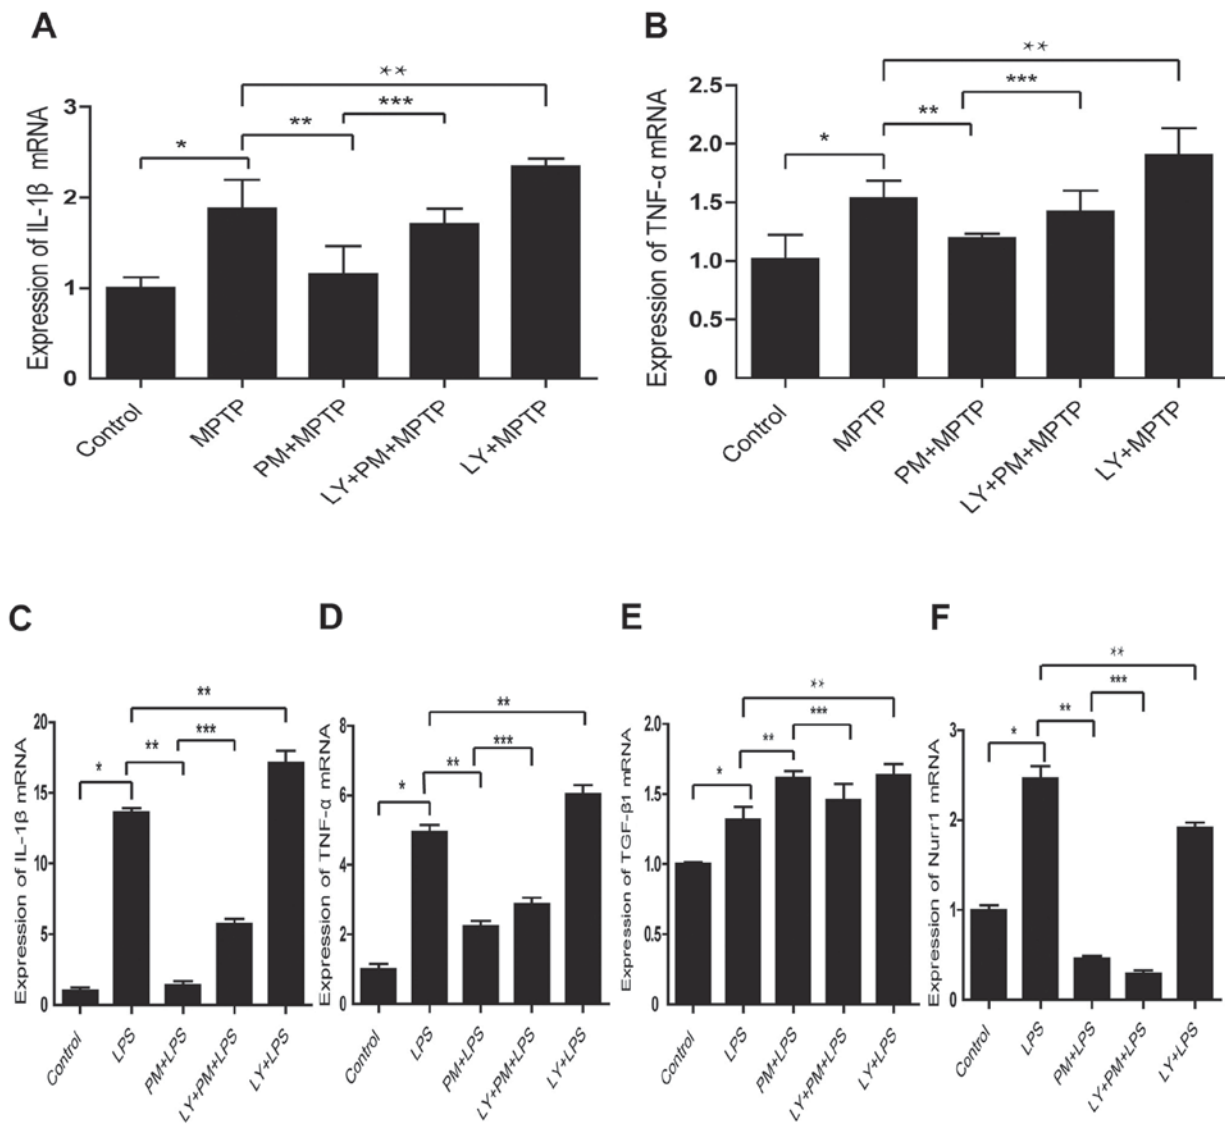 A
Expression of IL-1β mRNA
3
2
1
0
*
**
***
**
Control
MPTP
PM+MPTP
LY+PM+MPTP
LY+MPTP
B
Expression of TNF-α mRNA
2.5
2.0
1.5
1.0
0.5
0
*
**
***
**
Control
MPTP
PM+MPTP
LY+PM+MPTP
LY+MPTP
C
Expression of IL-1β mRNA
20
15
10
5
0
*
**
***
**
Control
LPS
PM+LPS
LY+PM+LPS
LY+LPS
D
Expression of TNF-α mRNA
8
6
4
2
0
*
**
***
**
Control
LPS
PM+LPS
LY+PM+LPS
LY+LPS
E
Expression of TGF-β1 mRNA
2.0
1.5
1.0
0.5
0
*
**
***
**
Control
LPS
PM+LPS
LY+PM+LPS
LY+LPS
F
Expression of Nurr1 mRNA
3
2
1
0
*
**
***
**
Control
LPS
PM+LPS
LY+PM+LPS
LY+LPS